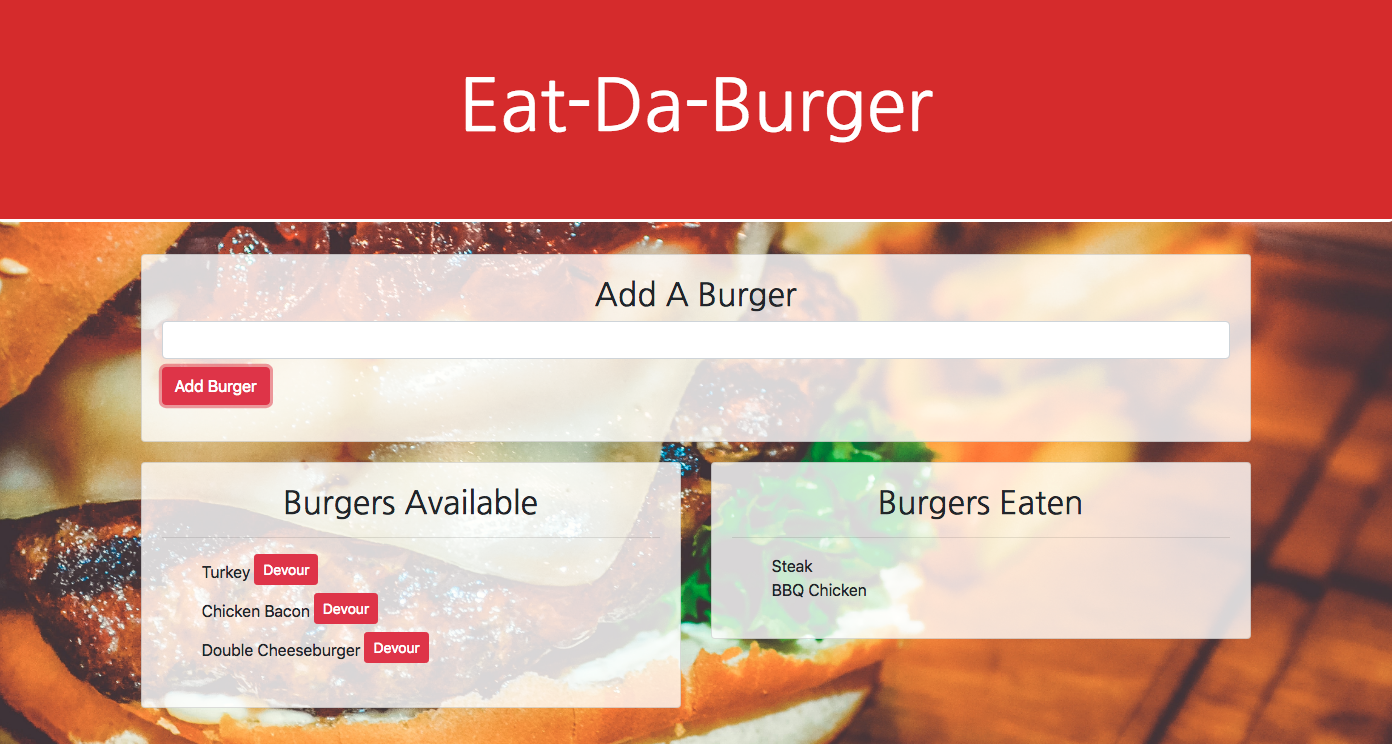 Eat-Da-Burger
Add A Burger
Add Burger
Burgers Available
Turkey Devour
Chicken Bacon Devour
Double Cheeseburger Devour
Burgers Eaten
Steak
BBQ Chicken